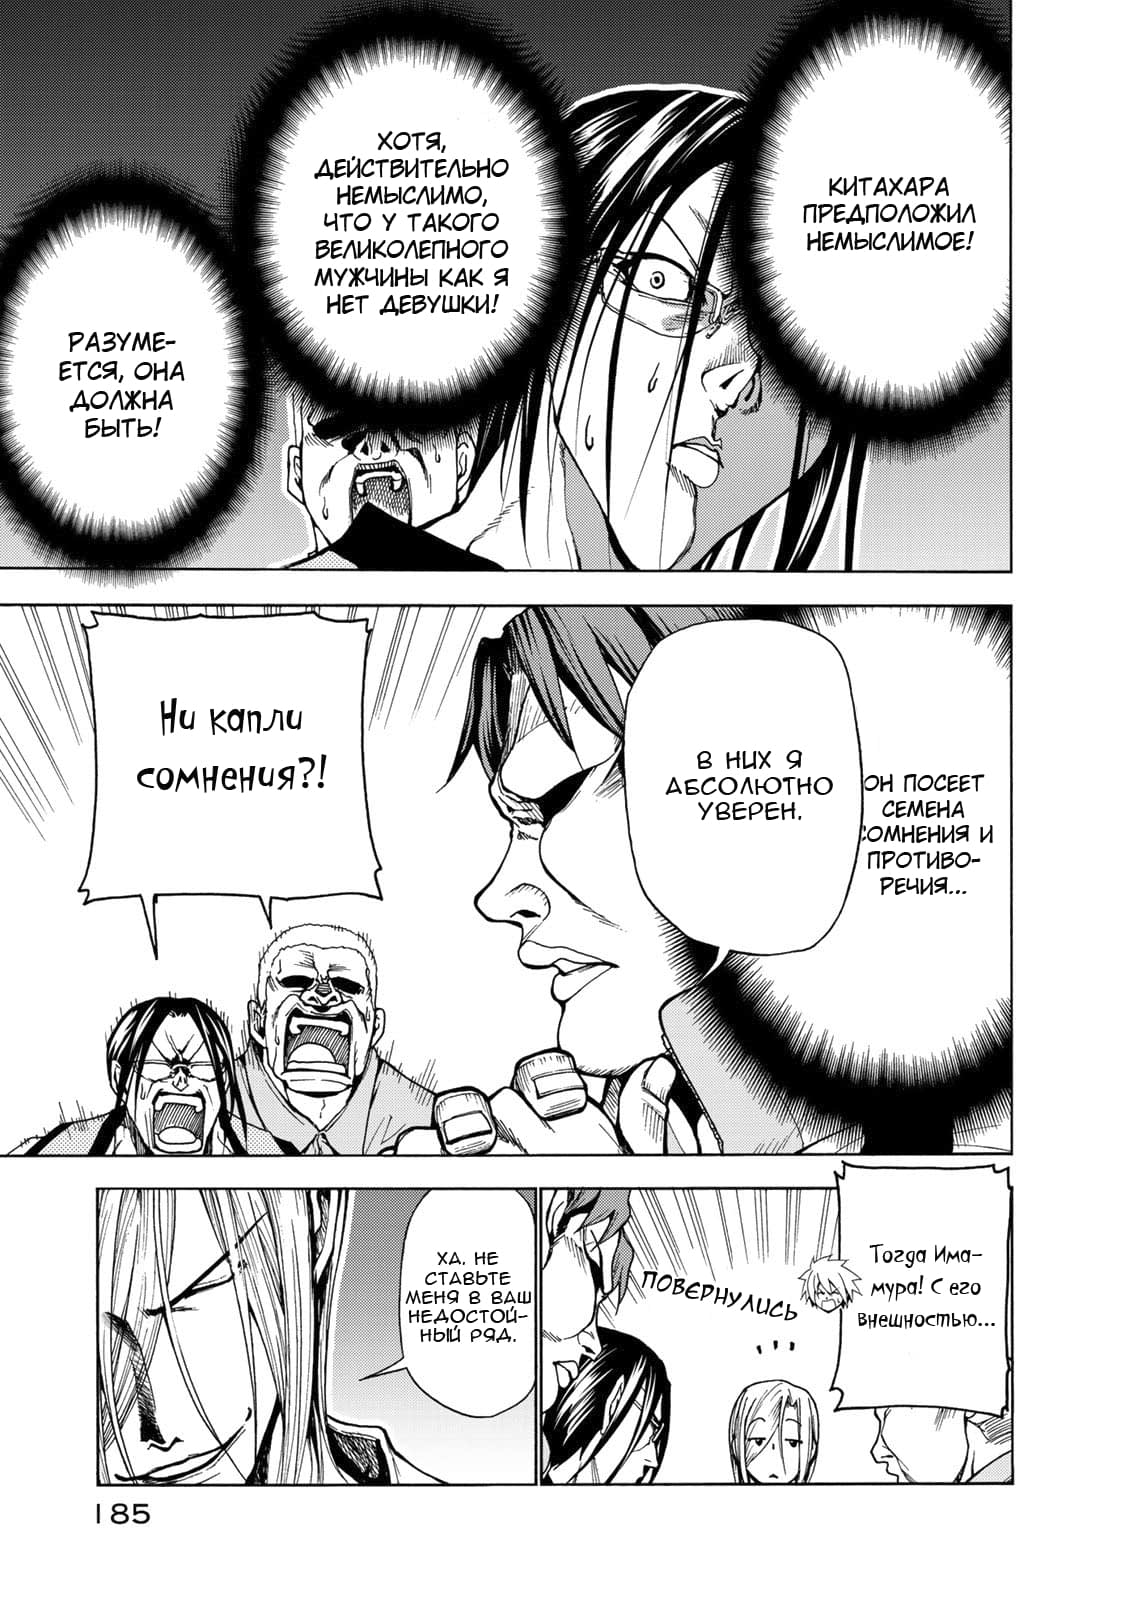 КИТАХАРА
ПРЕДПОЛОЖИЛ
НЕМЫСЛИМОЕ!
ХОТЯ,
ДЕЙСТВИТЕЛЬНО
НЕМЫСЛИМО,
ЧТО У ТАКОГО
ВЕЛИКОЛЕПНОГО
МУЖЧИНЫ КАК Я
НЕТ ДЕВУШКИ!
РАЗУМЕ-
ЕТСЯ, ОНА
ДОЛЖНА
БЫТЬ!
ОН ПОСЕЕТ
СЕМЕНА
СОМНЕНИЯ И
ПРОТИВО-
РЕЧИЯ...
В НИХ Я
АБСОЛЮТНО
УВЕРЕН.
Ни капли
сомнения?!
Тогда Има-
мура! С его
внешностью...
ПОВЕРНУЛИСЬ
ХА. НЕ
СТАВЬТЕ
МЕНЯ В ВАШ
НЕДОСТОЙ-
НЫЙ РЯД.
185